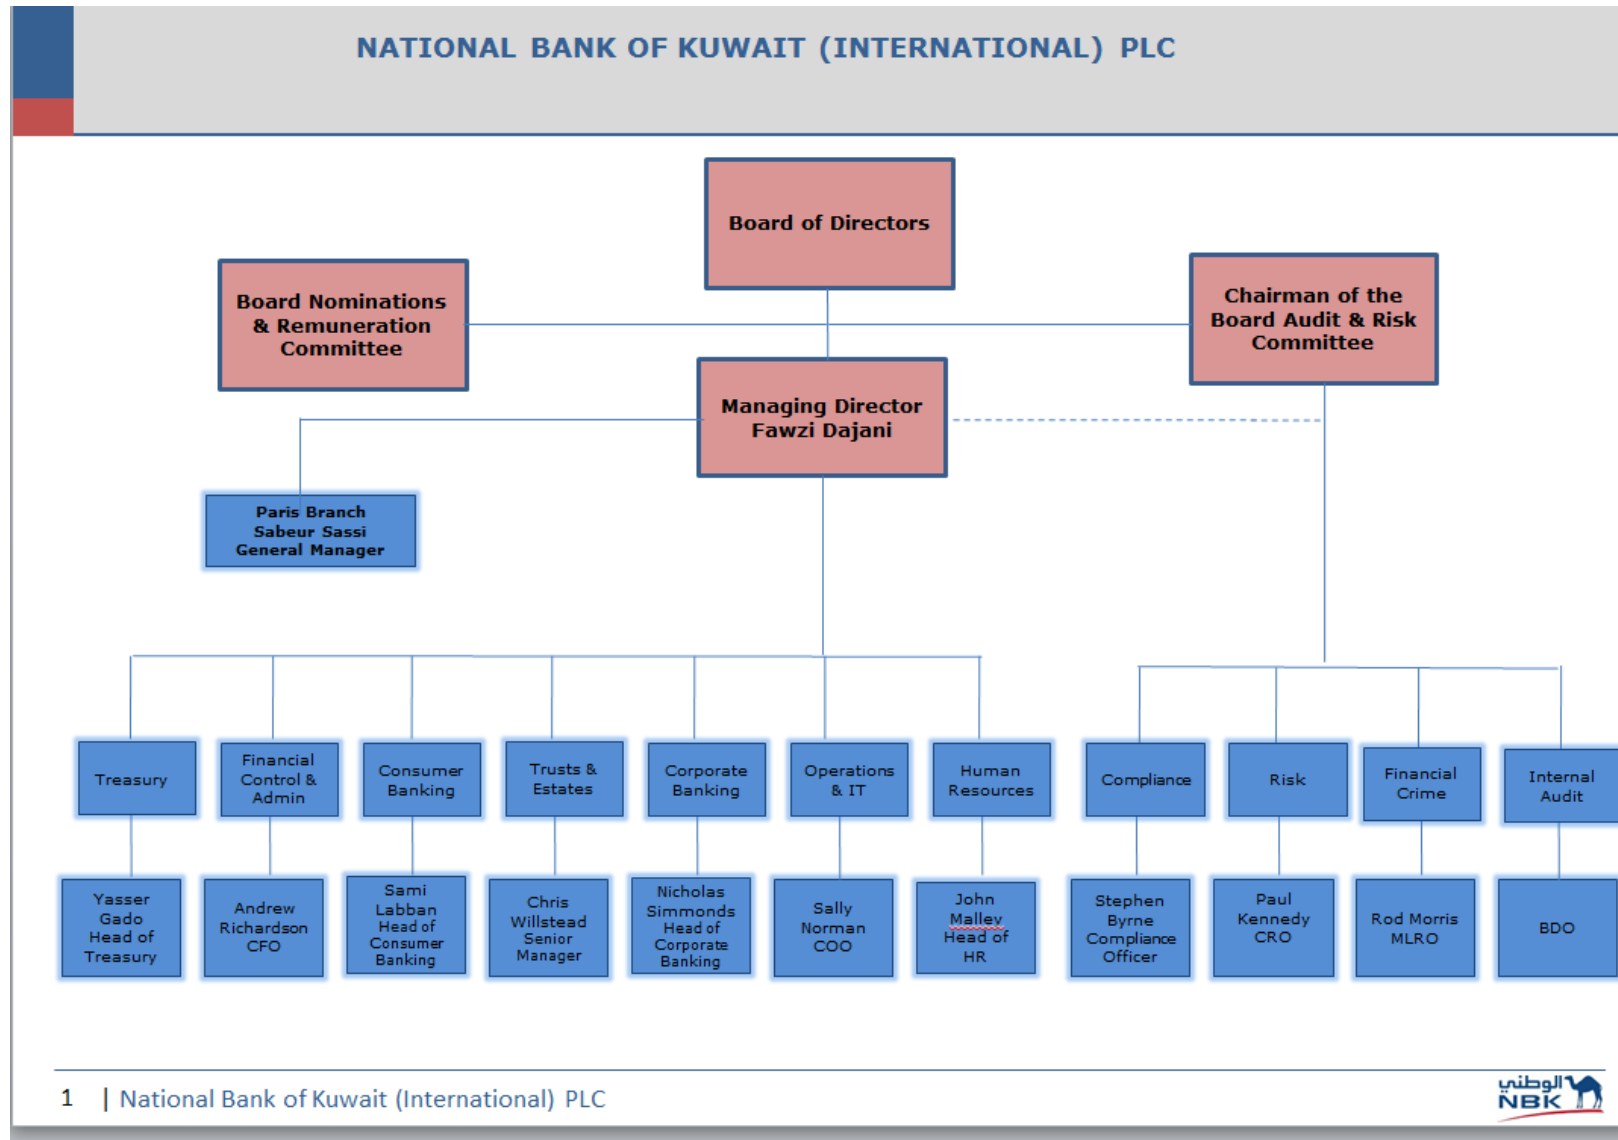 NATIONAL BANK OF KUWAIT (INTERNATIONAL) PLC
Board of Directors
Board Nominations
& Remuneration
Committee
Chairman of the
Board Audit & Risk
Committee
Managing Director
Fawzi Dajani
Paris Branch
Sabeur Sassi
General Manager
Treasury
Financial
Control &
Admin
Consumer
Banking
Trusts &
Estates
Corporate
Banking
Operations
& IT
Human
Resources
Compliance
Risk
Financial
Crime
Internal
Audit
Yasser
Gado
Head of
Treasury
Andrew
Richardson
CFO
Sami
Labban
Head of
Consumer
Banking
Chris
Willstead
Senior
Manager
Nicholas
Simmonds
Head of
Corporate
Banking
Sally
Norman
COO
John
Malley
Head of
HR
Stephen
Byrne
Compliance
Officer
Paul
Kennedy
CRO
Rod Morris
MLRO
BDO
1 | National Bank of Kuwait (International) PLC
الوطني
NBK